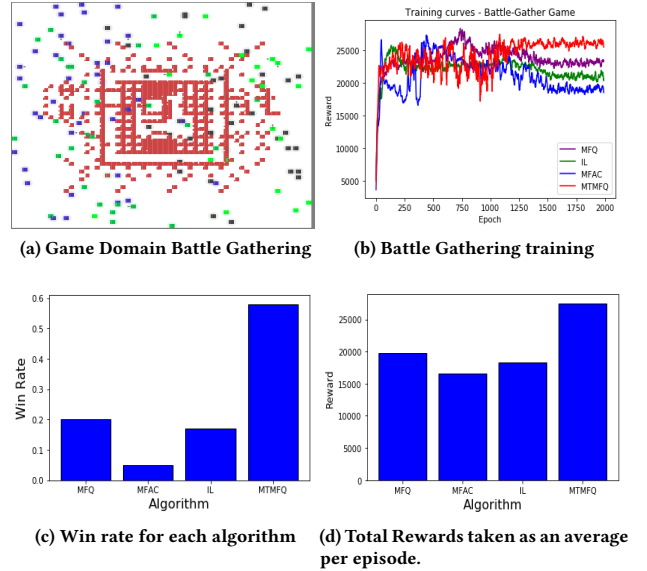 Training curves - Battle-Gather Game
25000
20000
15000
10000
5000
Reward
0 250 500 750 1000 1250 1500 1750 2000
Epoch
MFQ
IL
MFAC
MTMFQ
(a) Game Domain Battle Gathering
(b) Battle Gathering training
0.6
0.5
0.4
0.3
0.2
0.1
0.0
Win Rate
MFQ MFAC IL MTMFQ
Algorithm
25000
20000
15000
10000
5000
0
Reward
MFQ MFAC IL MTMFQ
Algorithm
(c) Win rate for each algorithm
(d) Total Rewards taken as an average
per episode.